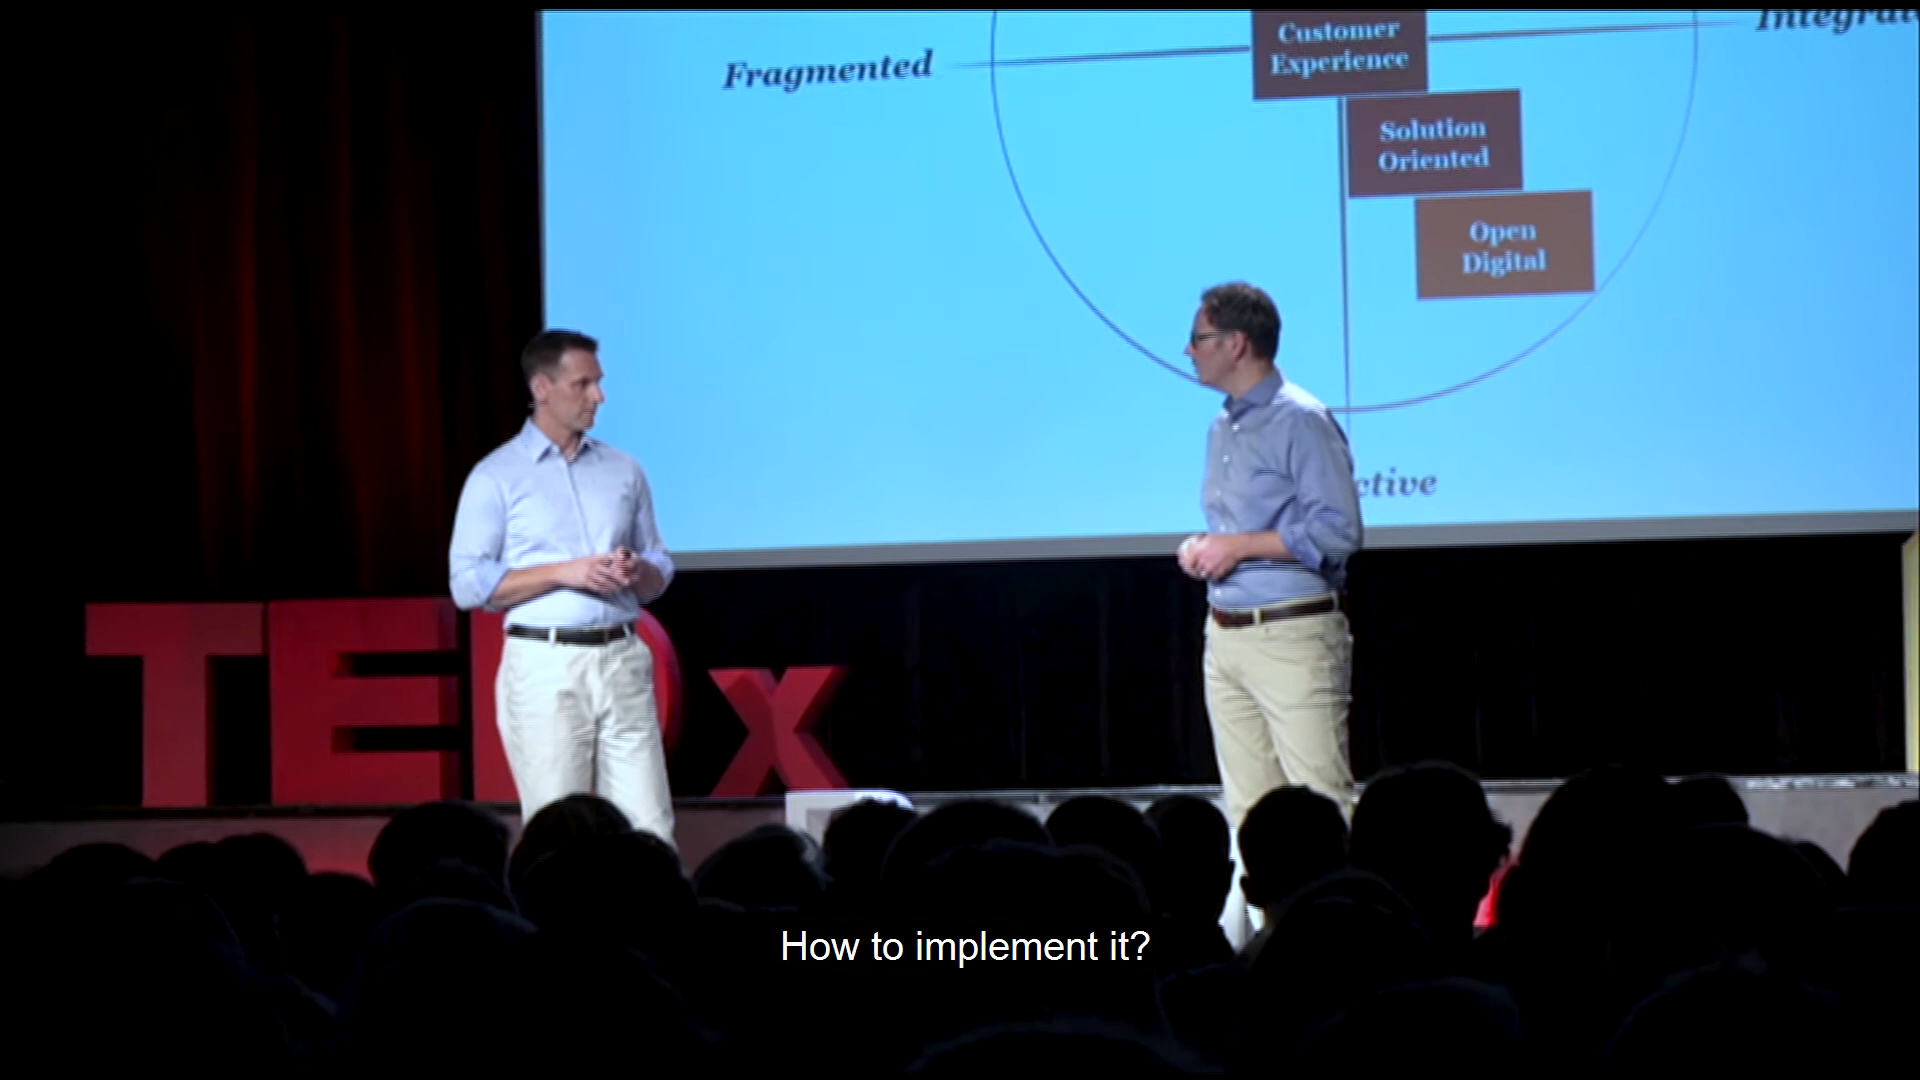 Customer
Experience
Fragmented
Solution
Oriented
Open
Digital
TEDx
How to implement it?